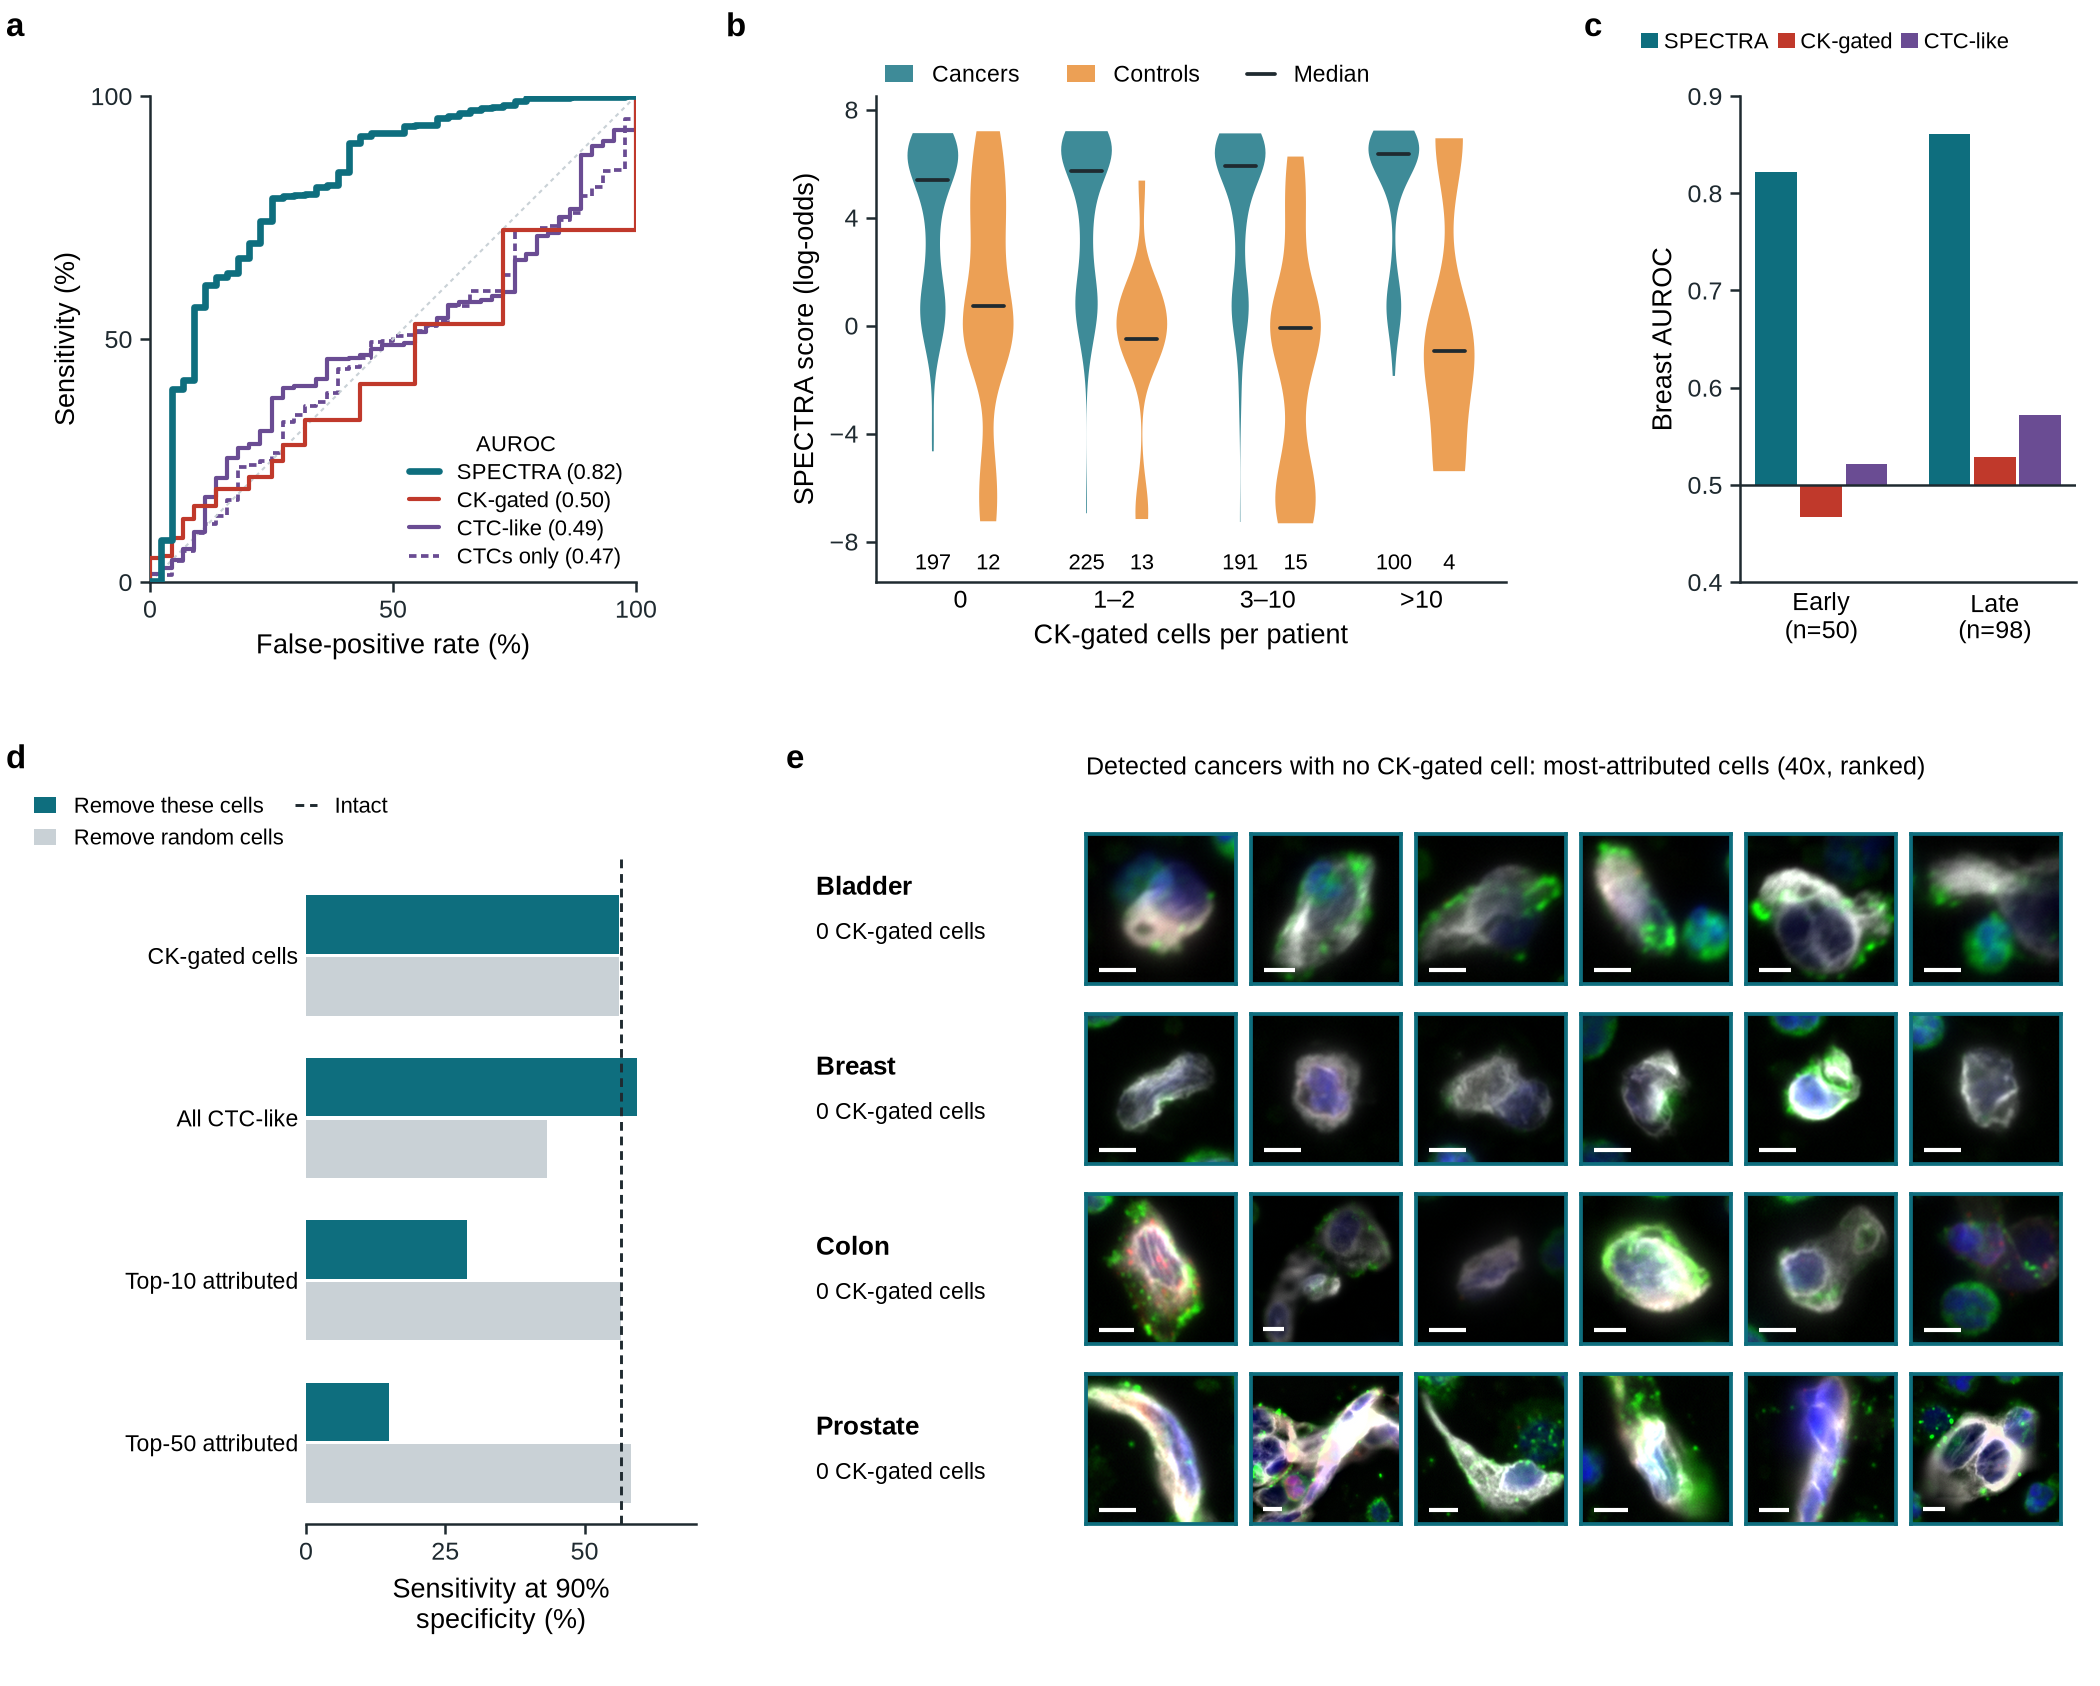 a
100
50
0
0
50
100
Sensitivity (%)
False-positive rate (%)
AUROC
SPECTRA (0.82)
CK-gated (0.50)
CTC-like (0.49)
CTCs only (0.47)
b
Cancers
Controls
Median
8
4
0
−4
−8
SPECTRA score (log-odds)
197 12 225 13 191 15 100 4
0 1–2 3–10 >10
CK-gated cells per patient
c
SPECTRA CK-gated CTC-like
0.9
0.8
0.7
0.6
0.5
0.4
Breast AUROC
Early
(n=50)
Late
(n=98)
d
Remove these cells
Intact
Remove random cells
CK-gated cells
All CTC-like
Top-10 attributed
Top-50 attributed
0 25 50
Sensitivity at 90%
specificity (%)
e
Detected cancers with no CK-gated cell: most-attributed cells (40x, ranked)
Bladder
0 CK-gated cells
Breast
0 CK-gated cells
Colon
0 CK-gated cells
Prostate
0 CK-gated cells